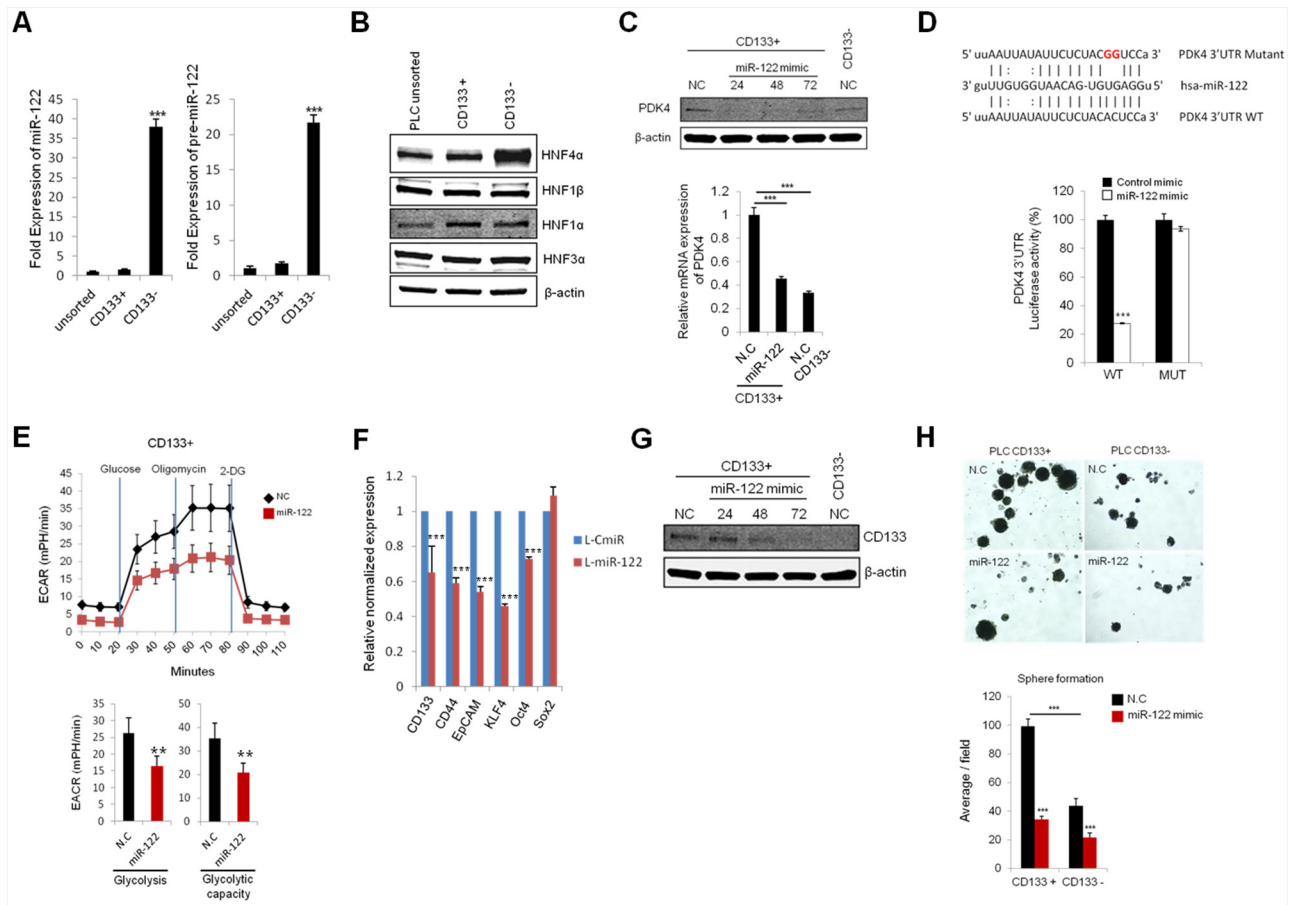 A
Fold Expression of miR-122
45
40
35
30
25
20
15
10
5
0
***
unsorted
CD133+
CD133-
Fold Expression of pre-miR-122
25
20
15
10
5
0
***
unsorted
CD133+
CD133-
B
PLC unsorted
CD133 +
CD133 -
HNF4α
HNF1β
HNF1α
HNF3α
β-actin
C
CD133+
CD133-
miR-122 mimic
NC 24 48 72 NC
PDK4
β-actin
Relative mRNA expression
of PDK4
1.2
1
0.8
0.6
0.4
0.2
0
***
***
N.C
miR-122
N.C
CD133-
CD133+
D
5' uuAAUUAUAUUCUCUACGGUCCa 3' PDK4 3'UTR Mutant
| | : : | | | | | | | | | |
3' guUUGUGGUAACAG-UGUGAGGu 5' hsa-miR-122
| | : : | | | | | | | | | | | |
5' uuAAUUAUAUUCUCUACACUCCa 3' PDK4 3'UTR WT
Control mimic
miR-122 mimic
PDK4 3'UTR
Luciferase activity (%)
120
100
80
60
40
20
0
***
WT MUT
E
CD133+
Glucose Oligomycin 2-DG
ECAR (mPH/min)
45
40
35
30
25
20
15
10
5
0
NC
miR-122
0 10 20 30 40 50 60 70 80 90 100 110
Minutes
EACR (mPH/min)
35
30
25
20
15
10
5
0
**
N.C
miR-122
Glycolysis
50
40
30
20
10
0
**
N.C
miR-122
Glycolytic
capacity
F
Relative normalized expression
1.2
1
0.8
0.6
0.4
0.2
0
***
***
***
***
***
L-CmiR
L-miR-122
CD133
CD44
EpCAM
KLF4
Oct4
Sox2
G
CD133+
CD133-
miR-122 mimic
NC 24 48 72 NC
CD133
β-actin
H
PLC CD133+ PLC CD133-
N.C N.C
miR-122 miR-122
Sphere formation
N.C
miR-122 mimic
Average / field
120
100
80
60
40
20
0
***
***
***
CD133 + CD133 -